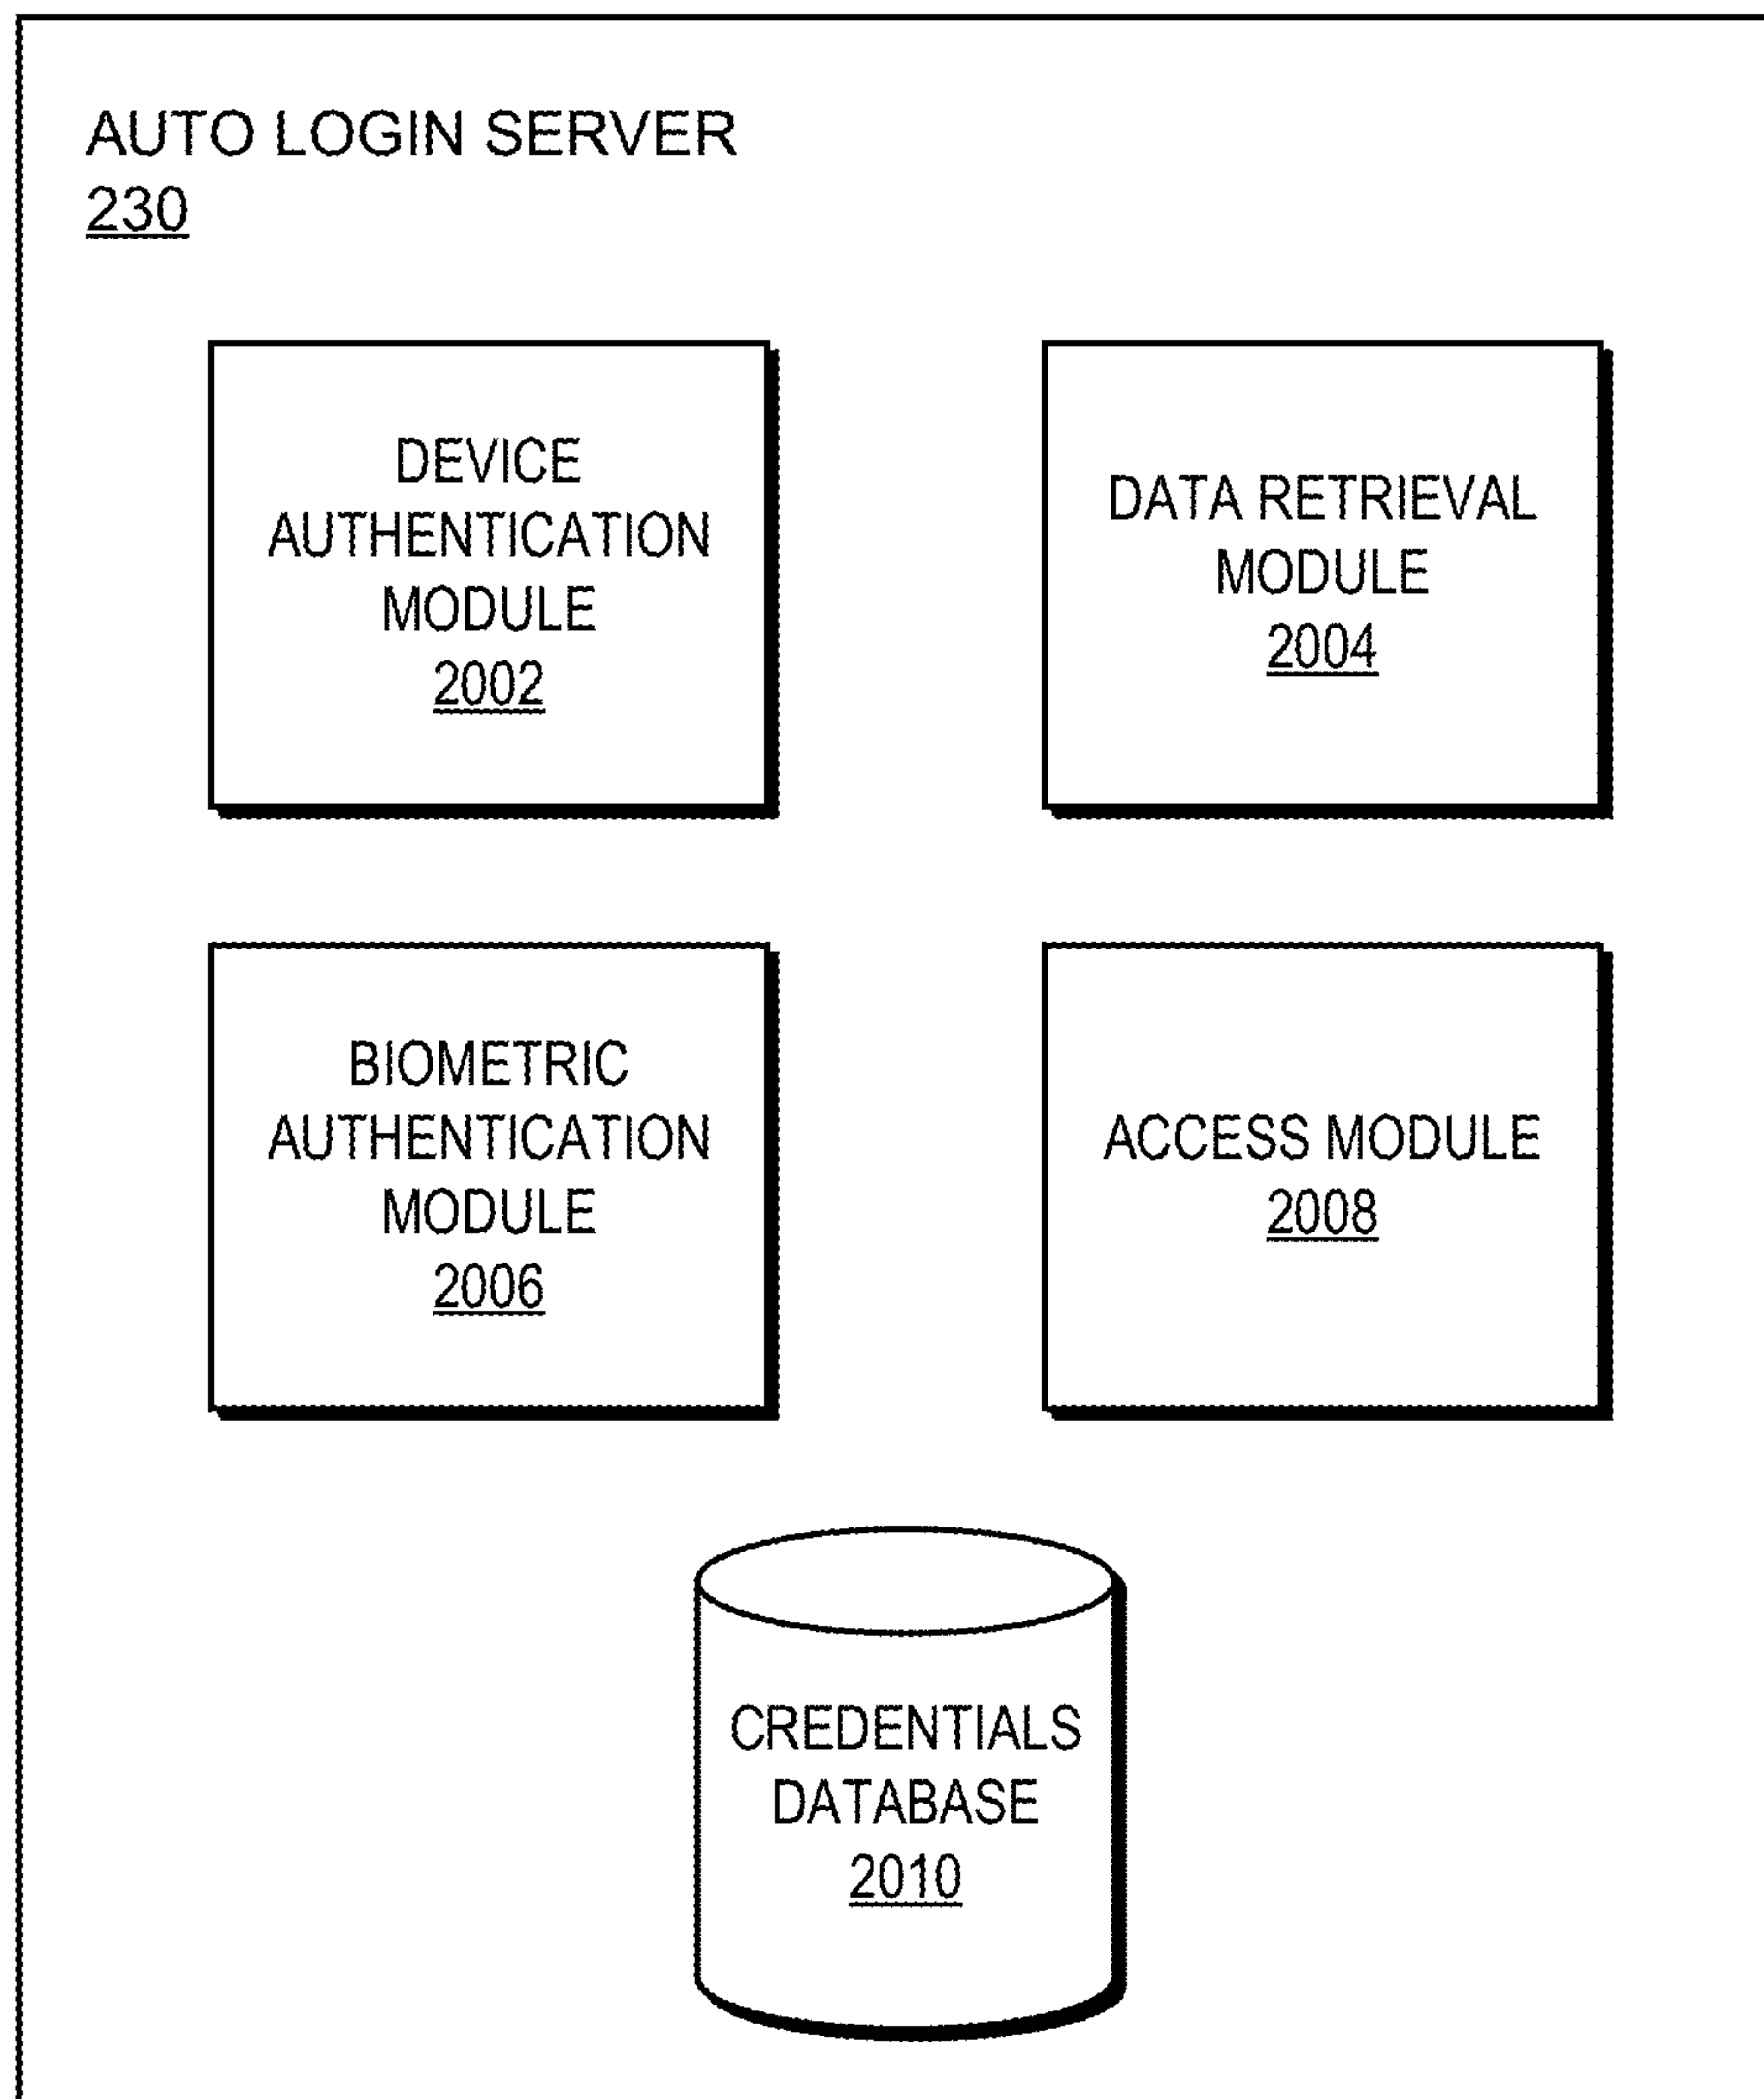 AUTO LOGIN SERVER
230
DEVICE
AUTHENTICATION
MODULE
2002
DATA RETRIEVAL
MODULE
2004
BIOMETRIC
AUTHENTICATION
MODULE
2006
ACCESS MODULE
2008
CREDENTIALS
DATABASE
2010